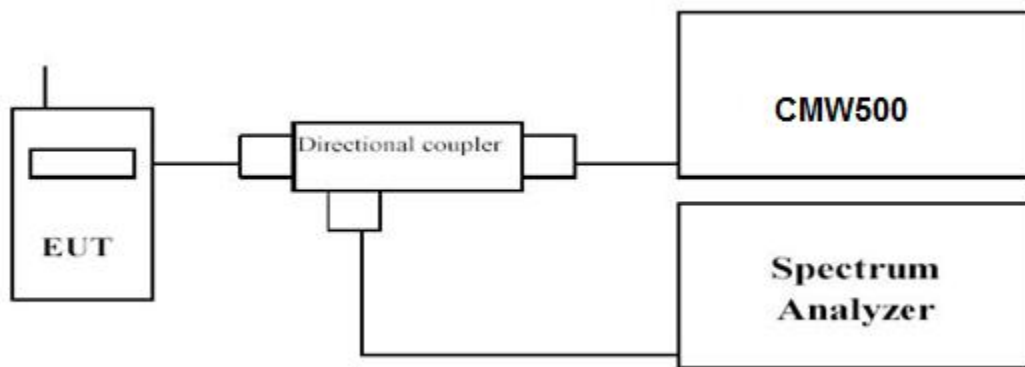 Directional coupler
CMW500
EUT
Spectrum
Analyzer